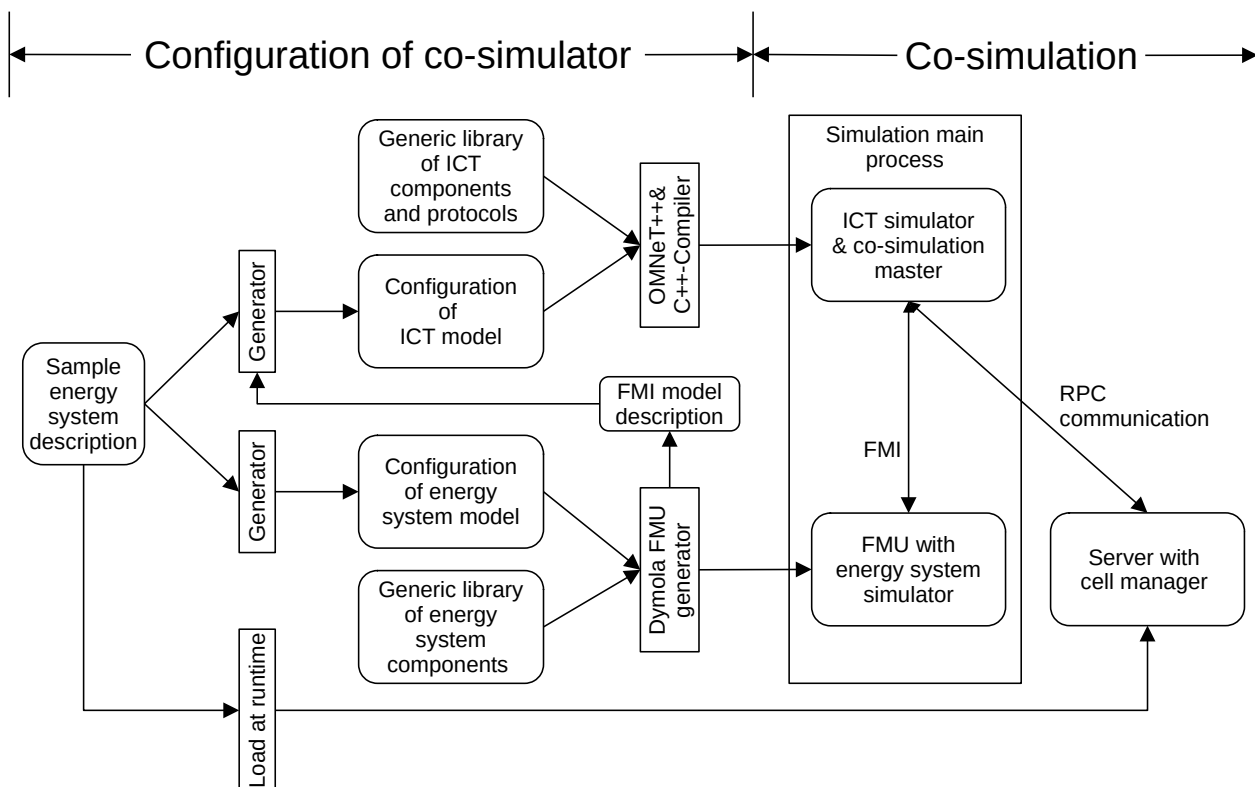 Configuration of co-simulator
Co-simulation
Generic library
of ICT
components
and protocols
OMNeT++&
C++-Compiler
Simulation main
process
ICT simulator
& co-simulation
master
Generator
Configuration
of
ICT model
Sample
energy
system
description
FMI model
description
RPC
communication
FMI
Generator
Configuration
of energy
system model
Dymola FMU
generator
FMU with
energy system
simulator
Server with
cell manager
Generic library
of energy
system
components
Load at runtime